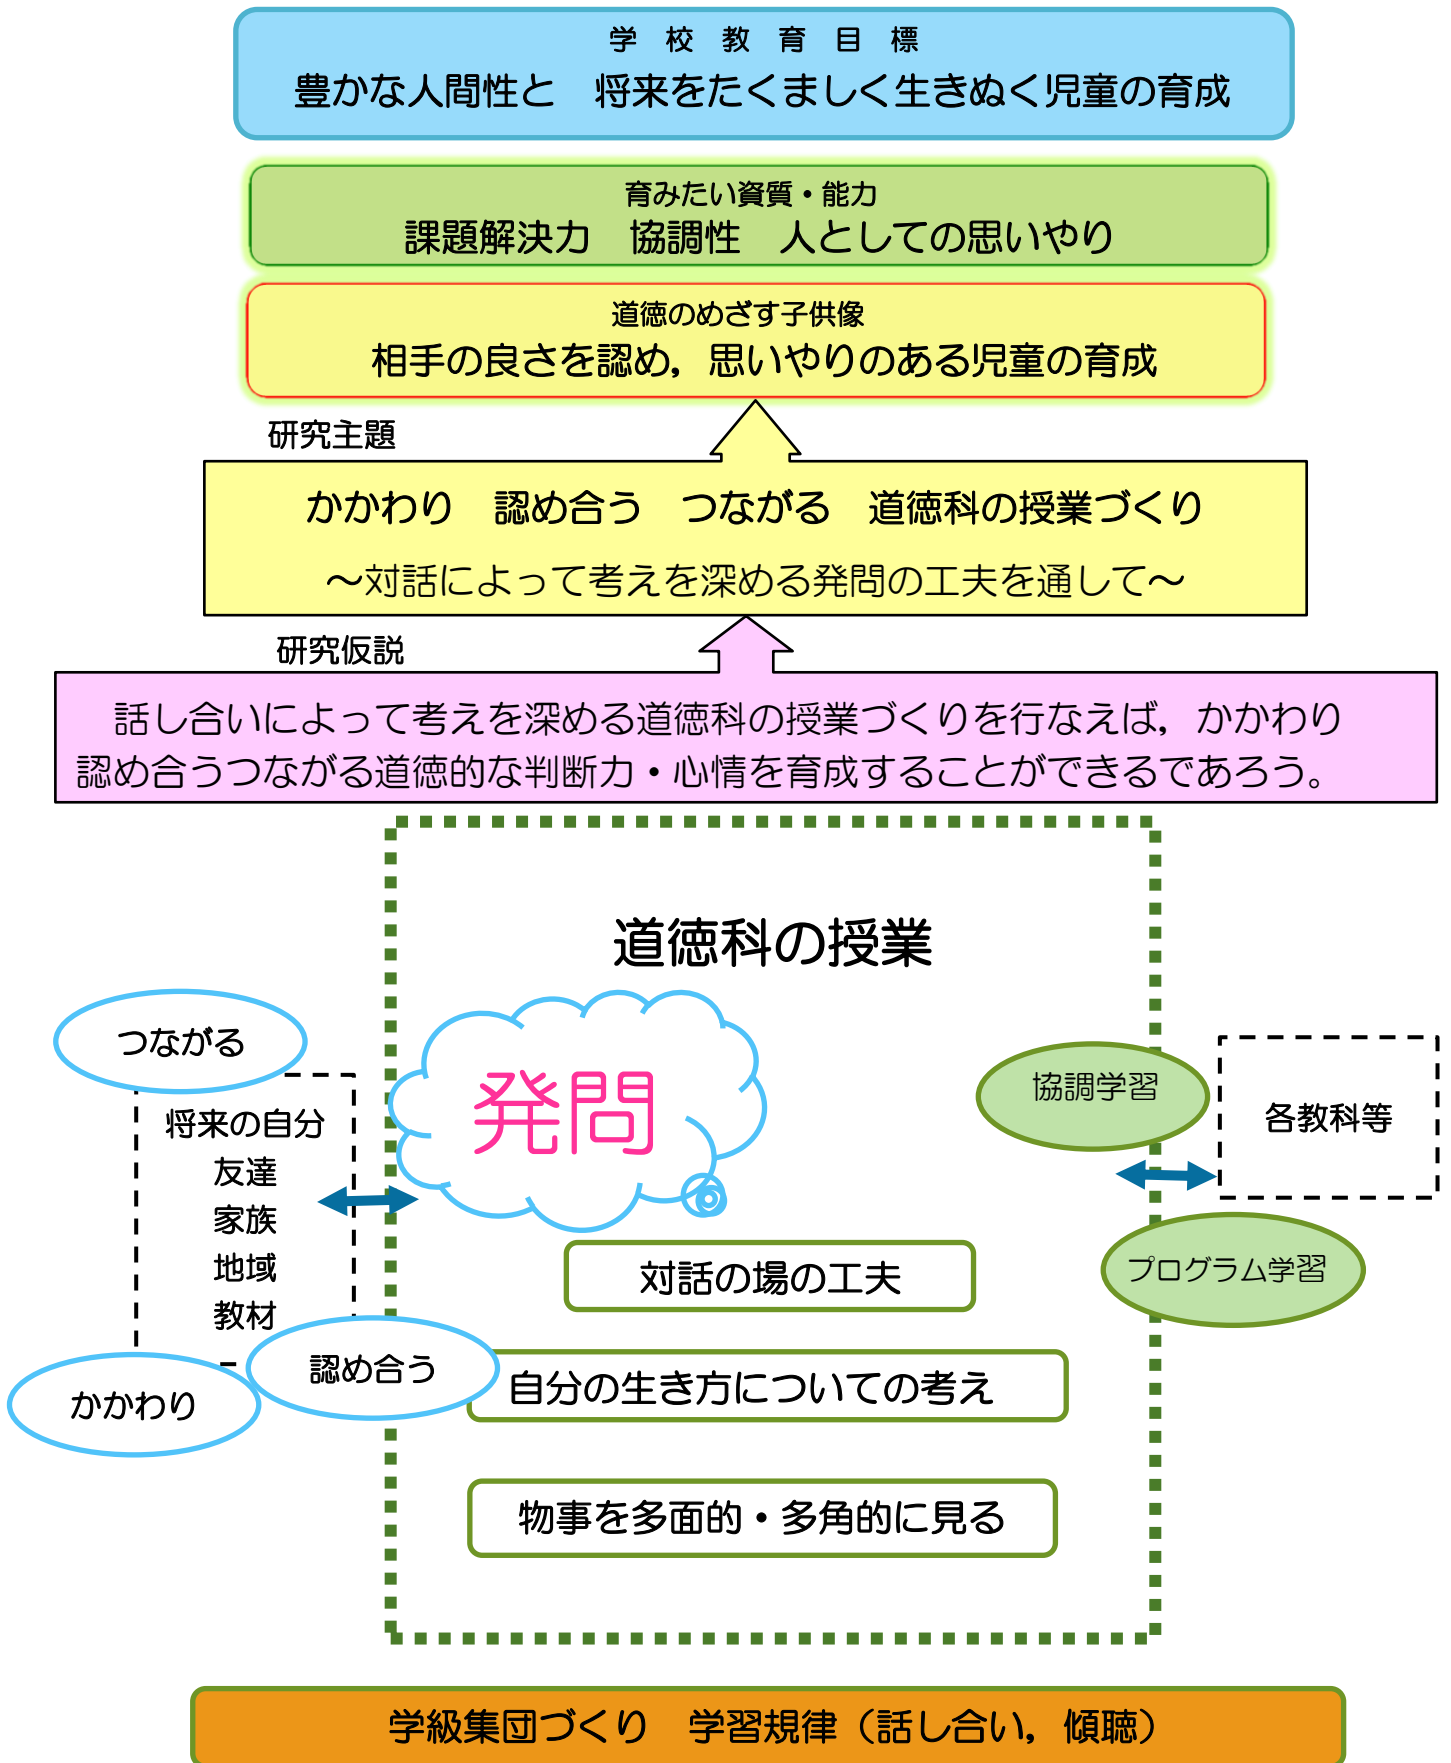 学　校　教　育　目　標
豊かな人間性と　将来をたくましく生きぬく児童の育成
育みたい資質・能力
課題解決力　協調性　人としての思いやり
道徳のめざす子供像
相手の良さを認め，思いやりのある児童の育成
研究主題
かかわり　認め合う　つながる　道徳科の授業づくり
～対話によって考えを深める発問の工夫を通して～
研究仮説
話し合いによって考えを深める道徳科の授業づくりを行なえば，かかわり
認め合うつながる道徳的な判断力・心情を育成することができるであろう。
道徳科の授業
つながる
将来の自分
友達
家族
地域
教材
かかわり
認め合う
発問
協調学習
各教科等
プログラム学習
対話の場の工夫
自分の生き方についての考え
物事を多面的・多角的に見る
学級集団づくり　学習規律（話し合い，傾聴）